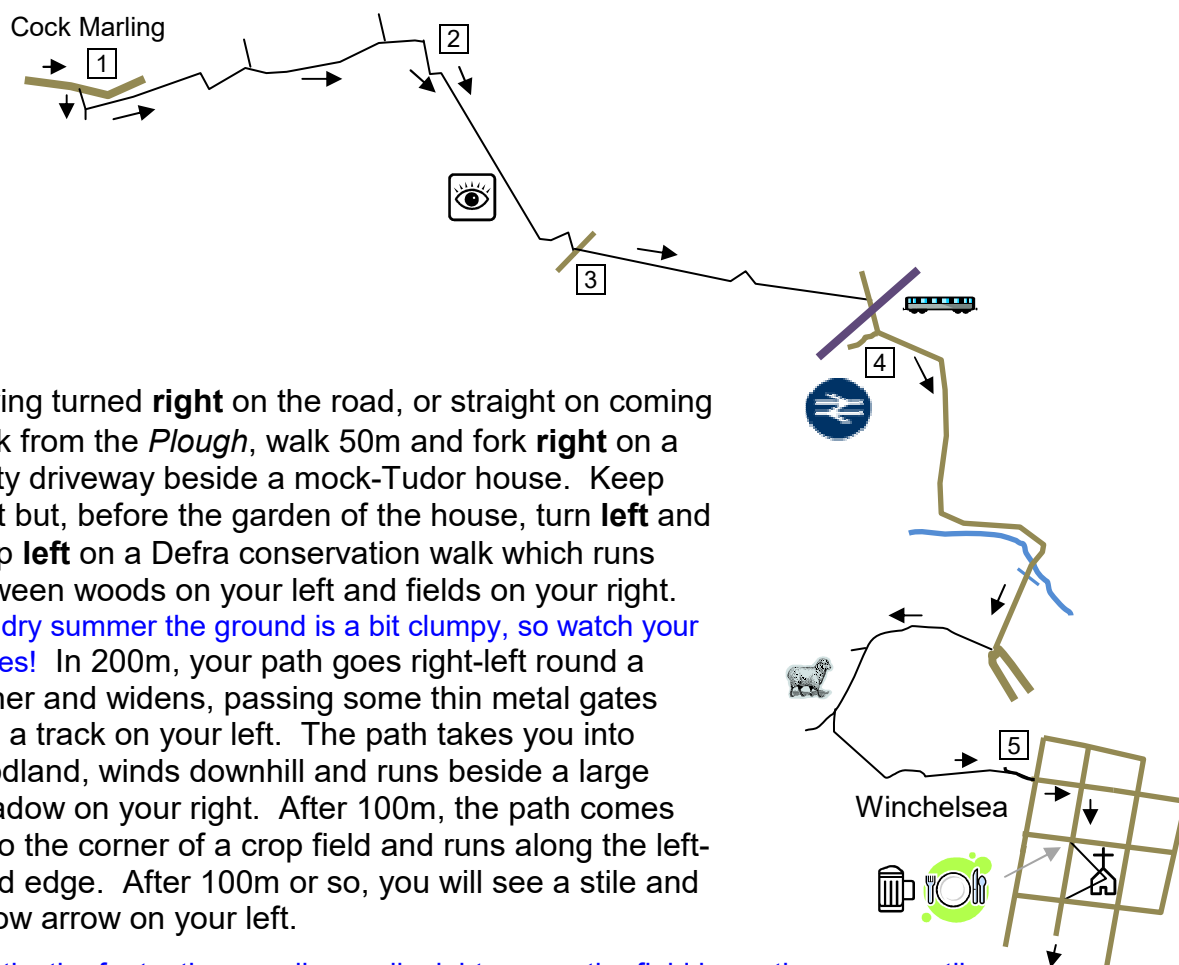 Cock Marling
1
2
3
4
ing turned right on the road, or straight on coming
k from the Plough, walk 50m and fork right on a
ty driveway beside a mock-Tudor house. Keep
t but, before the garden of the house, turn left and
p left on a Defra conservation walk which runs
ween woods on your left and fields on your right.
dry summer the ground is a bit clumpy, so watch your
es! In 200m, your path goes right-left round a
ner and widens, passing some thin metal gates
a track on your left. The path takes you into
odland, winds downhill and runs beside a large
adow on your right. After 100m, the path comes
o the corner of a crop field and runs along the left-
d edge. After 100m or so, you will see a stile and
ow arrow on your left.
5
Winchelsea